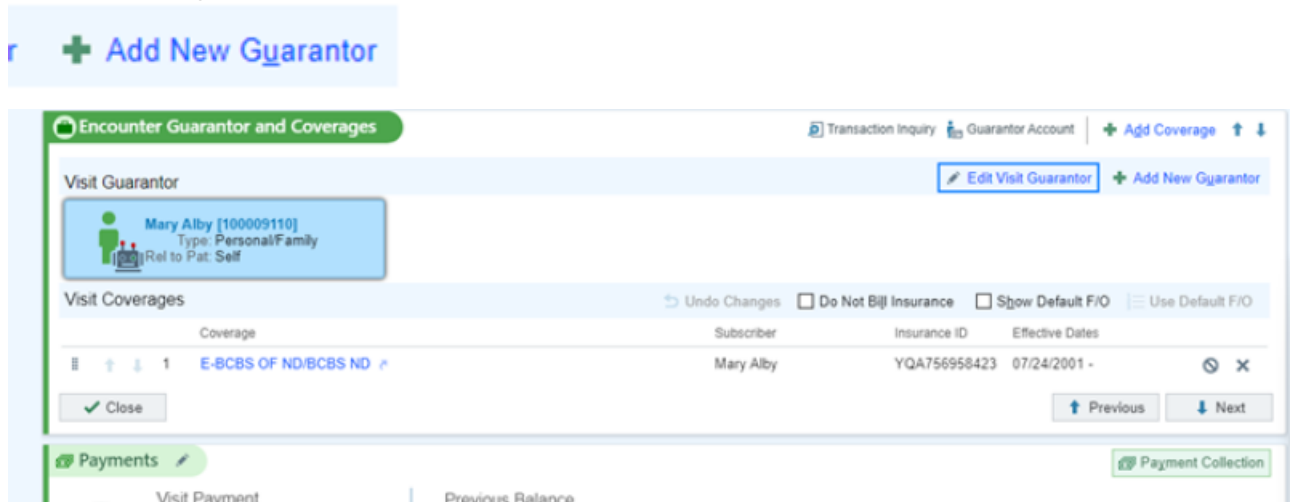 r Add New Guarantor
Encounter Guarantor and Coverages Transaction Inquiry Guarantor Account Add Coverage
Visit Guarantor Edit Visit Guarantor Add New Guarantor
Mary Alby [100009110]
Type: Personal/Family
Rel to Pat: Self
Visit Coverages Undo Changes Do Not Bill Insurance Show Default F/O Use Default F/O
Coverage Subscriber Insurance ID Effective Dates
1 E-BCBS OF ND/BCBS ND Mary Alby YQA756958423 07/24/2001 -
Close Previous Next
Payments Payment Collection
Visit Payment Previous Balance